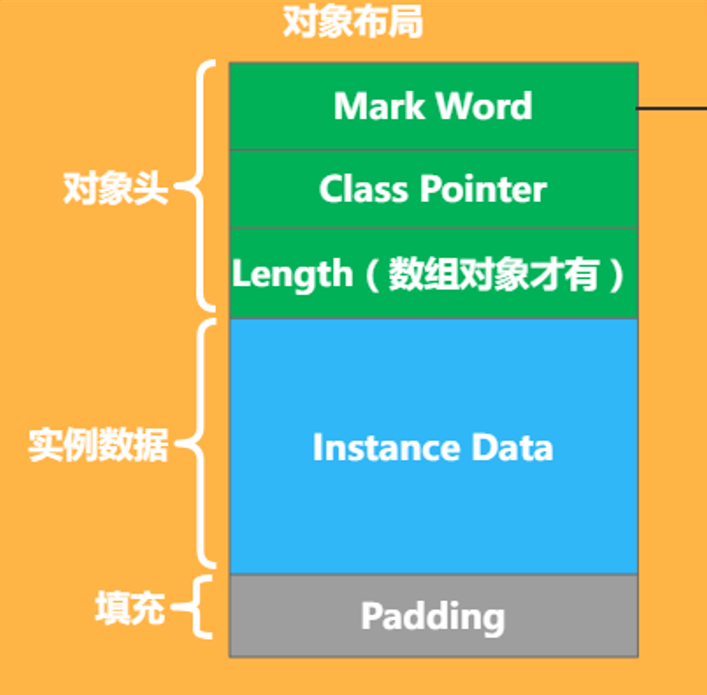 对象布局
Mark Word
对象头
Class Pointer
Length（数组对象才有）
实例数据
Instance Data
填充
Padding